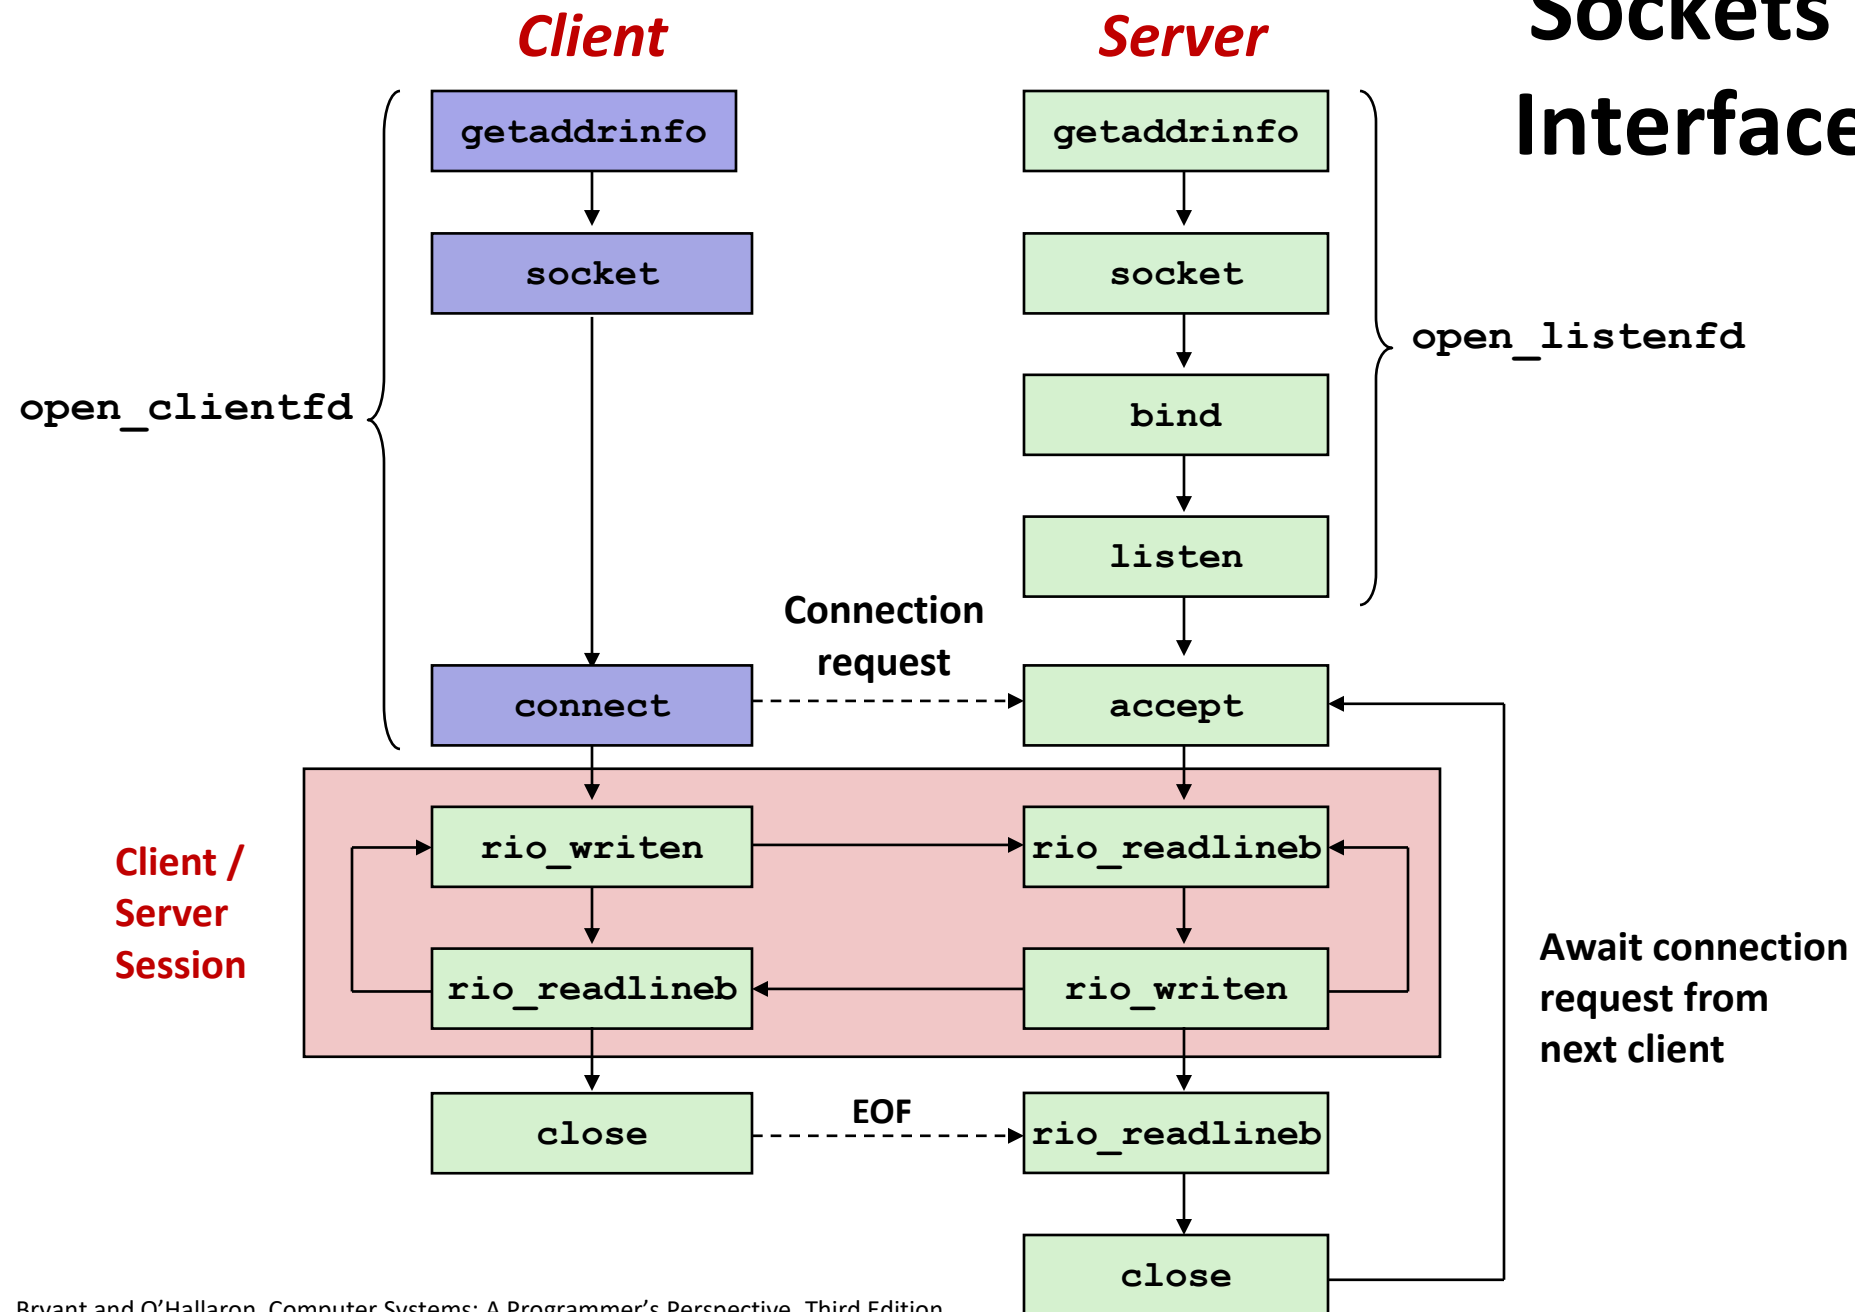 Sockets
Interface
Client
Server
getaddrinfo
getaddrinfo
socket
socket
open_listenfd
open_clientfd
bind
listen
Connection
request
connect
accept
Client /
Server
Session
rio_writen
rio_readlineb
rio_readlineb
rio_writen
Await connection
request from
next client
close
EOF
rio_readlineb
close
Bryant and O'Hallaron, Computer Systems: A Programmer's Perspective, Third Edition